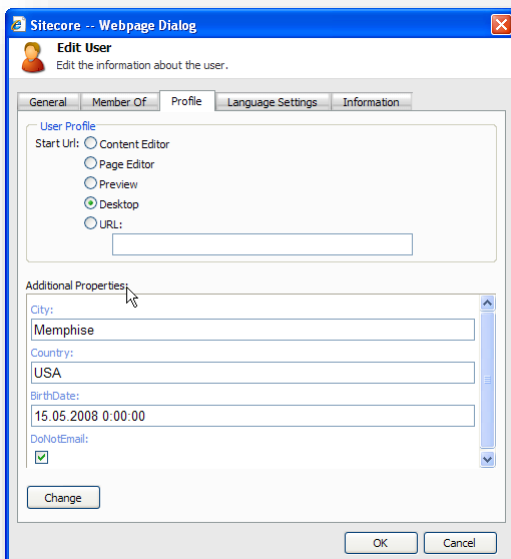 Sitecore -- Webpage Dialog
Edit User
Edit the information about the user.
General Member Of Profile Language Settings Information
User Profile
Start Url: Content Editor
Page Editor
Preview
Desktop
URL:
Additional Properties:
City:
Memphise
Country:
USA
BirthDate:
15.05.2008 0:00:00
DoNotEmail:
Change
OK Cancel